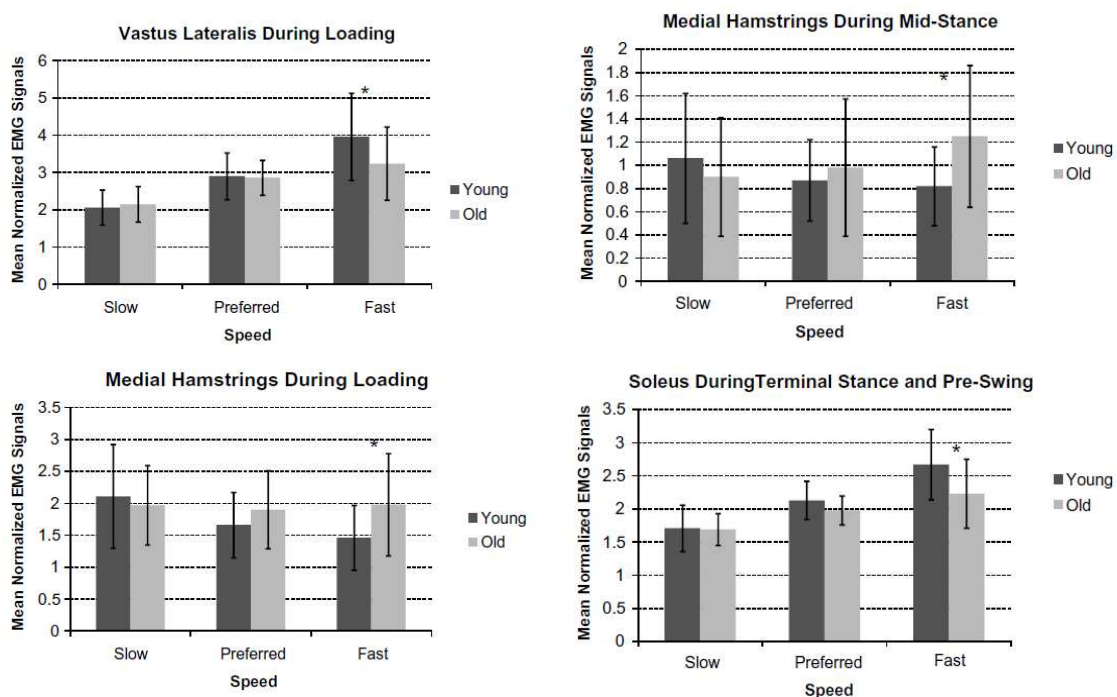 Vastus Lateralis During Loading
Mean Normalized EMG Signals
6
5
4
3
2
1
0
*
Slow
Preferred
Fast
Speed
Young
Old
Medial Hamstrings During Mid-Stance
Mean Normalized EMG Signals
2
1.8
1.6
1.4
1.2
1
0.8
0.6
0.4
0.2
0
*
Slow
Preferred
Fast
Speed
Young
Old
Medial Hamstrings During Loading
Mean Normalized EMG Signals
3.5
3
2.5
2
1.5
1
0.5
0
*
Slow
Preferred
Fast
Speed
Young
Old
Soleus DuringTerminal Stance and Pre-Swing
Mean Normalized EMG Signals
3.5
3
2.5
2
1.5
1
0.5
0
*
Slow
Preferred
Fast
Speed
Young
Old